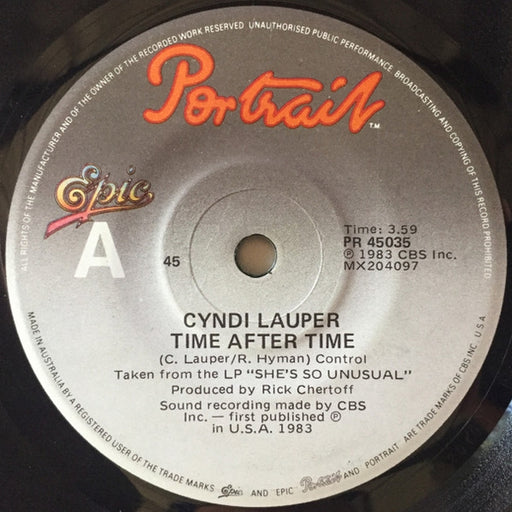 ALL RIGHTS OF THE MANUFACTURER AND OF THE OWNER OF THE RECORDED WORK RESERVED UNAUTHORISED PUBLIC PERFORMANCE, BROADCASTING AND COPYING OF THIS RECORD PROHIBITED
Portrait
T.M.
Epic
A
45
Time: 3.59
PR 45035
℗ 1983 CBS Inc.
MX204097
CYNDI LAUPER
TIME AFTER TIME
(C. Lauper/R. Hyman) Control
Taken from the LP "SHE'S SO UNUSUAL"
Produced by Rick Chertoff
Sound recording made by CBS
Inc. — first published ℗
in U.S.A. 1983
MADE IN AUSTRALIA BY A REGISTERED USER OF THE TRADE MARKS Epic AND EPIC Portrait AND PORTRAIT ARE TRADE MARKS OF CBS INC. U S A